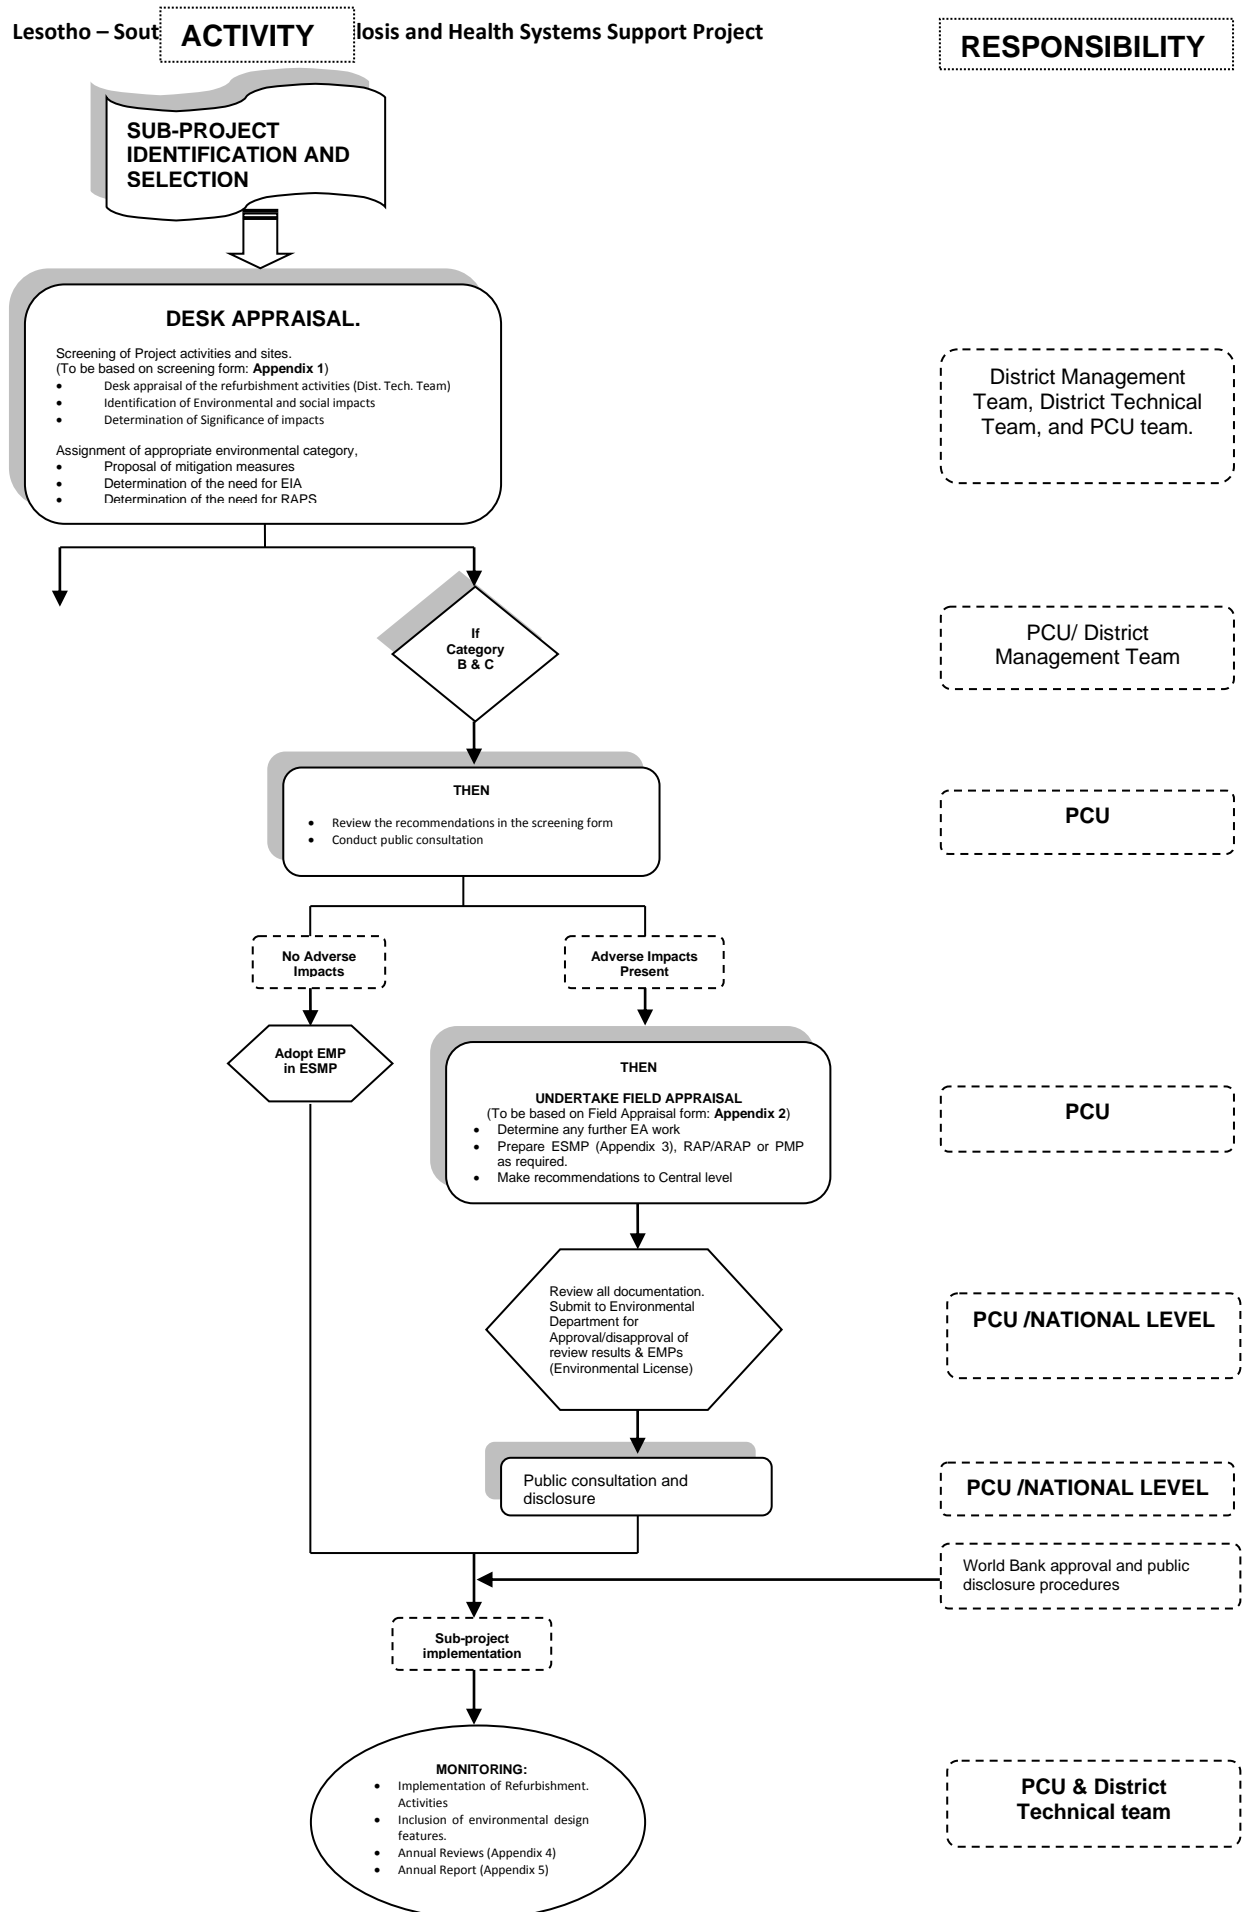 Lesotho – Sout
ACTIVITY
losis and Health Systems Support Project
RESPONSIBILITY
SUB-PROJECT
IDENTIFICATION AND
SELECTION
DESK APPRAISAL.
Screening of Project activities and sites.
(To be based on screening form: Appendix 1)
• Desk appraisal of the refurbishment activities (Dist. Tech. Team)
• Identification of Environmental and social impacts
• Determination of Significance of impacts
Assignment of appropriate environmental category,
• Proposal of mitigation measures
• Determination of the need for EIA
• Determination of the need for RAPS
District Management
Team, District Technical
Team, and PCU team.
If
Category
B & C
PCU/ District
Management Team
THEN
• Review the recommendations in the screening form
• Conduct public consultation
PCU
No Adverse
Impacts
Adverse Impacts
Present
Adopt EMP
in ESMP
THEN
UNDERTAKE FIELD APPRAISAL
(To be based on Field Appraisal form: Appendix 2)
• Determine any further EA work
• Prepare ESMP (Appendix 3), RAP/ARAP or PMP
as required.
• Make recommendations to Central level
PCU
Review all documentation.
Submit to Environmental
Department for
Approval/disapproval of
review results & EMPs
(Environmental License)
PCU /NATIONAL LEVEL
Public consultation and
disclosure
PCU /NATIONAL LEVEL
World Bank approval and public
disclosure procedures
Sub-project
implementation
MONITORING:
• Implementation of Refurbishment.
Activities
• Inclusion of environmental design
features.
• Annual Reviews (Appendix 4)
• Annual Report (Appendix 5)
PCU & District
Technical team